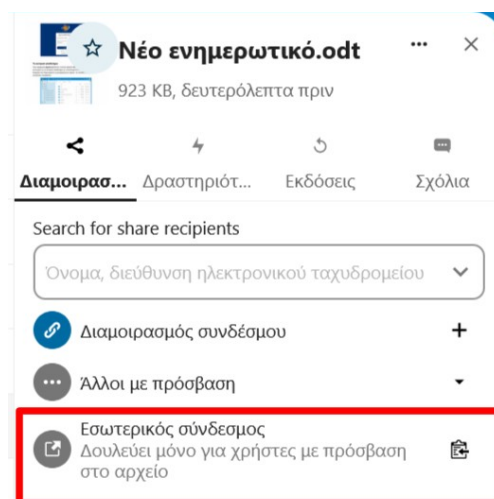 Νέο ενημερωτικό.odt
923 KB, δευτερόλεπτα πριν
Διαμοιρασ... Δραστηριότ... Εκδόσεις Σχόλια
Search for share recipients
Όνομα, διεύθυνση ηλεκτρονικού ταχυδρομείου
Διαμοιρασμός συνδέσμου
Άλλοι με πρόσβαση
Εσωτερικός σύνδεσμος
Δουλεύει μόνο για χρήστες με πρόσβαση
στο αρχείο